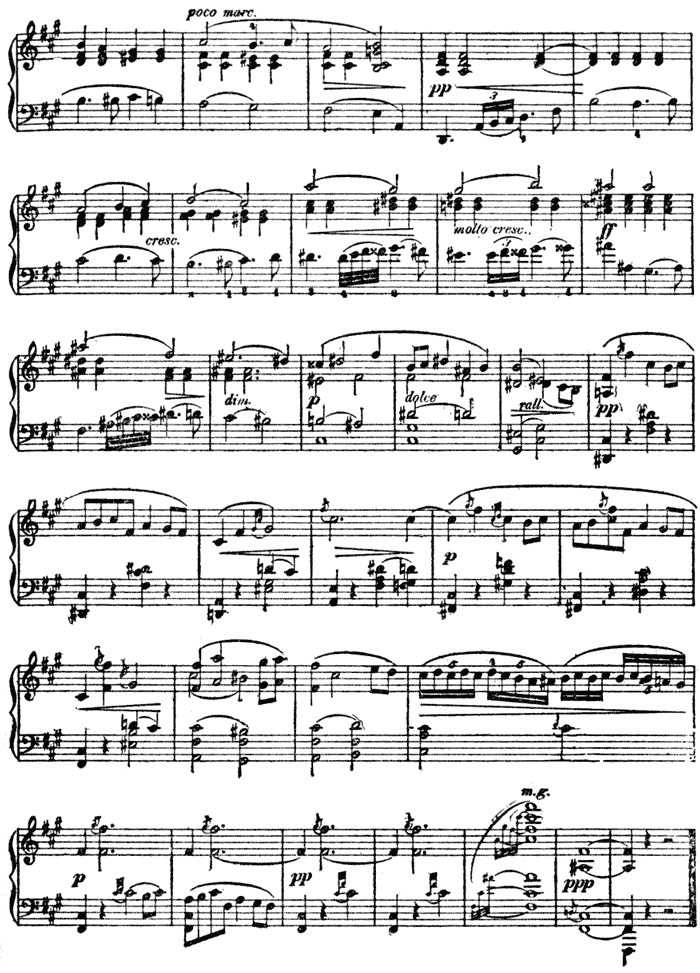 poco marc.
pp
3
cresc.
molto cresc..
ff
dim.
p
dolce
rall.
pp
p
m.g.
p
pp
ppp